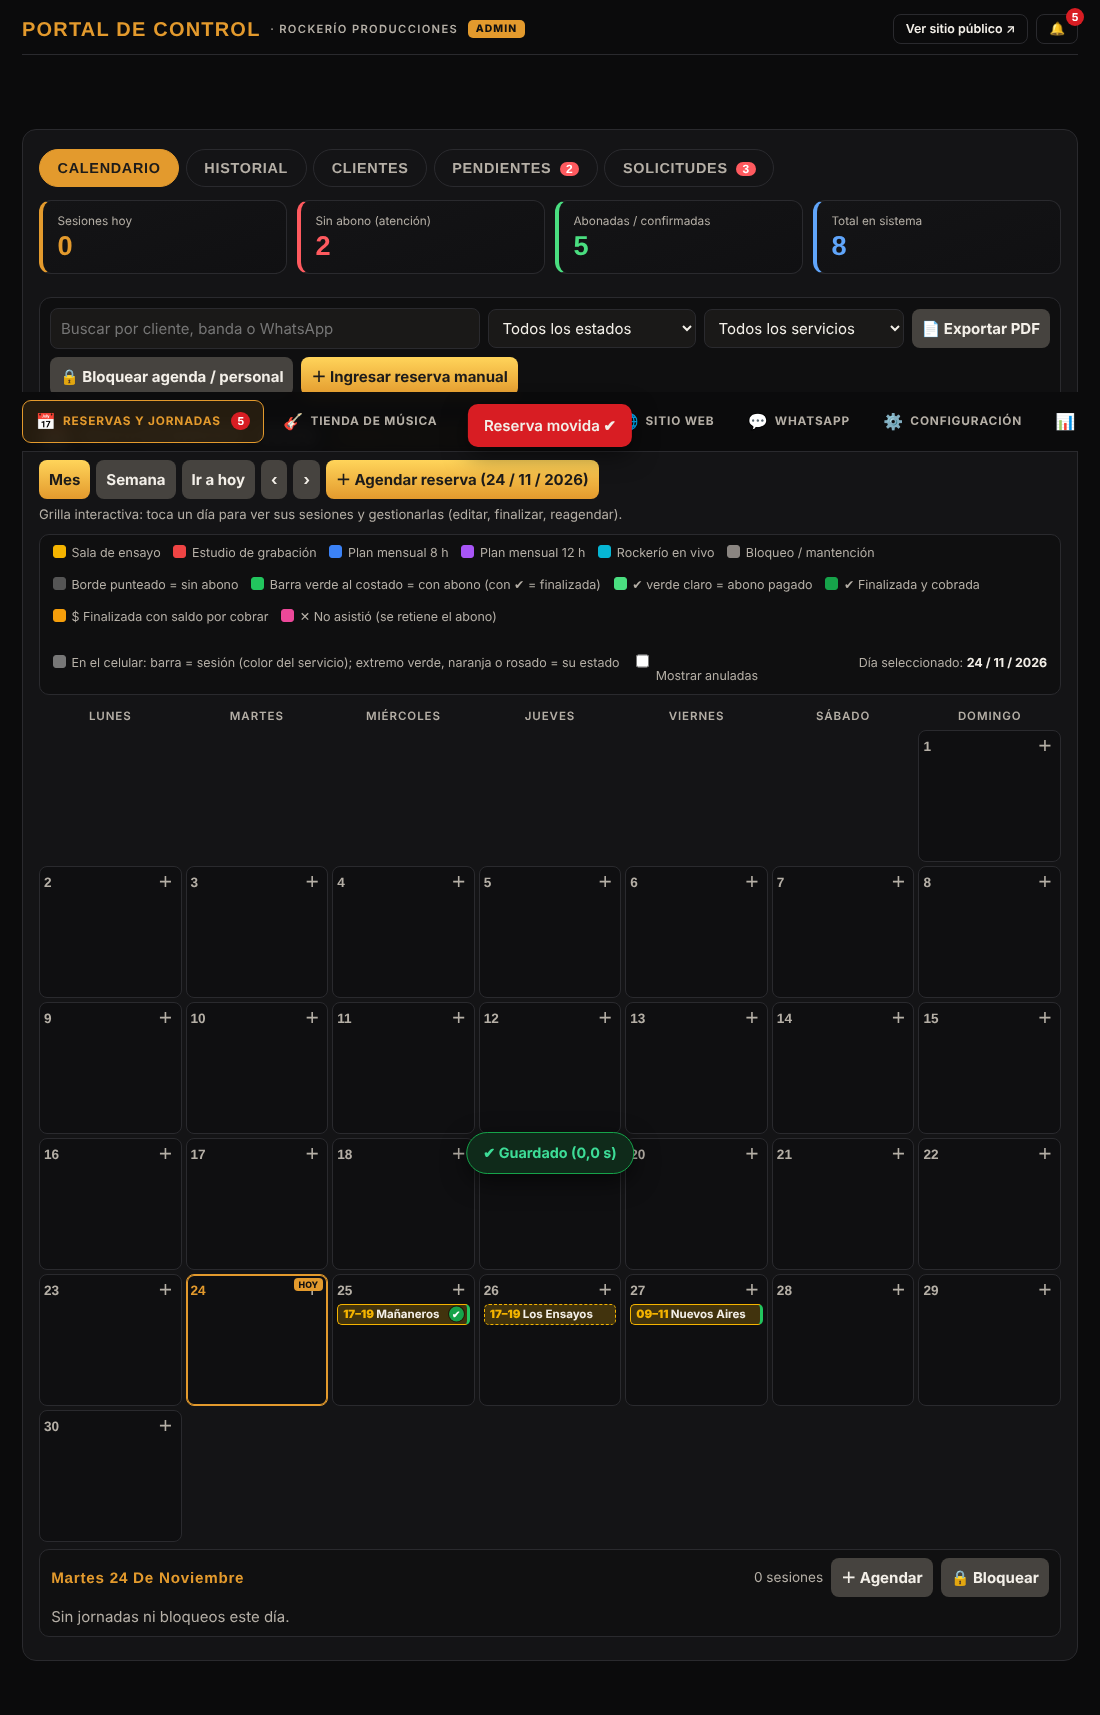 PORTAL DE CONTROL · ROCKERÍO PRODUCCIONES ADMIN Ver sitio público ↗ 🔔 5
CALENDARIO HISTORIAL CLIENTES PENDIENTES 2 SOLICITUDES 3
Sesiones hoy
0
Sin abono (atención)
2
Abonadas / confirmadas
5
Total en sistema
8
Buscar por cliente, banda o WhatsApp Todos los estados Todos los servicios 📄 Exportar PDF
🔒 Bloquear agenda / personal ＋ Ingresar reserva manual
📅 RESERVAS Y JORNADAS 5 🎸 TIENDA DE MÚSICA Reserva movida ✔ SITIO WEB 💬 WHATSAPP ⚙️ CONFIGURACIÓN 📊
Mes Semana Ir a hoy ‹ › ＋ Agendar reserva (24 / 11 / 2026)
Grilla interactiva: toca un día para ver sus sesiones y gestionarlas (editar, finalizar, reagendar).
Sala de ensayo Estudio de grabación Plan mensual 8 h Plan mensual 12 h Rockerío en vivo Bloqueo / mantención
Borde punteado = sin abono Barra verde al costado = con abono (con ✔ = finalizada) ✔ verde claro = abono pagado ✔ Finalizada y cobrada
$ Finalizada con saldo por cobrar ✕ No asistió (se retiene el abono)
En el celular: barra = sesión (color del servicio); extremo verde, naranja o rosado = su estado Mostrar anuladas Día seleccionado: 24 / 11 / 2026
LUNES MARTES MIÉRCOLES JUEVES VIERNES SÁBADO DOMINGO
1 ＋
2 ＋ 3 ＋ 4 ＋ 5 ＋ 6 ＋ 7 ＋ 8 ＋
9 ＋ 10 ＋ 11 ＋ 12 ＋ 13 ＋ 14 ＋ 15 ＋
16 ＋ 17 ＋ 18 ＋ 20 ＋ 21 ＋ 22 ＋
✔ Guardado (0,0 s)
23 ＋ 24 HOY 25 ＋ 26 ＋ 27 ＋ 28 ＋ 29 ＋
17–19 Mañaneros ✔ 17–19 Los Ensayos 09–11 Nuevos Aires
30 ＋
Martes 24 De Noviembre 0 sesiones ＋ Agendar 🔒 Bloquear
Sin jornadas ni bloqueos este día.